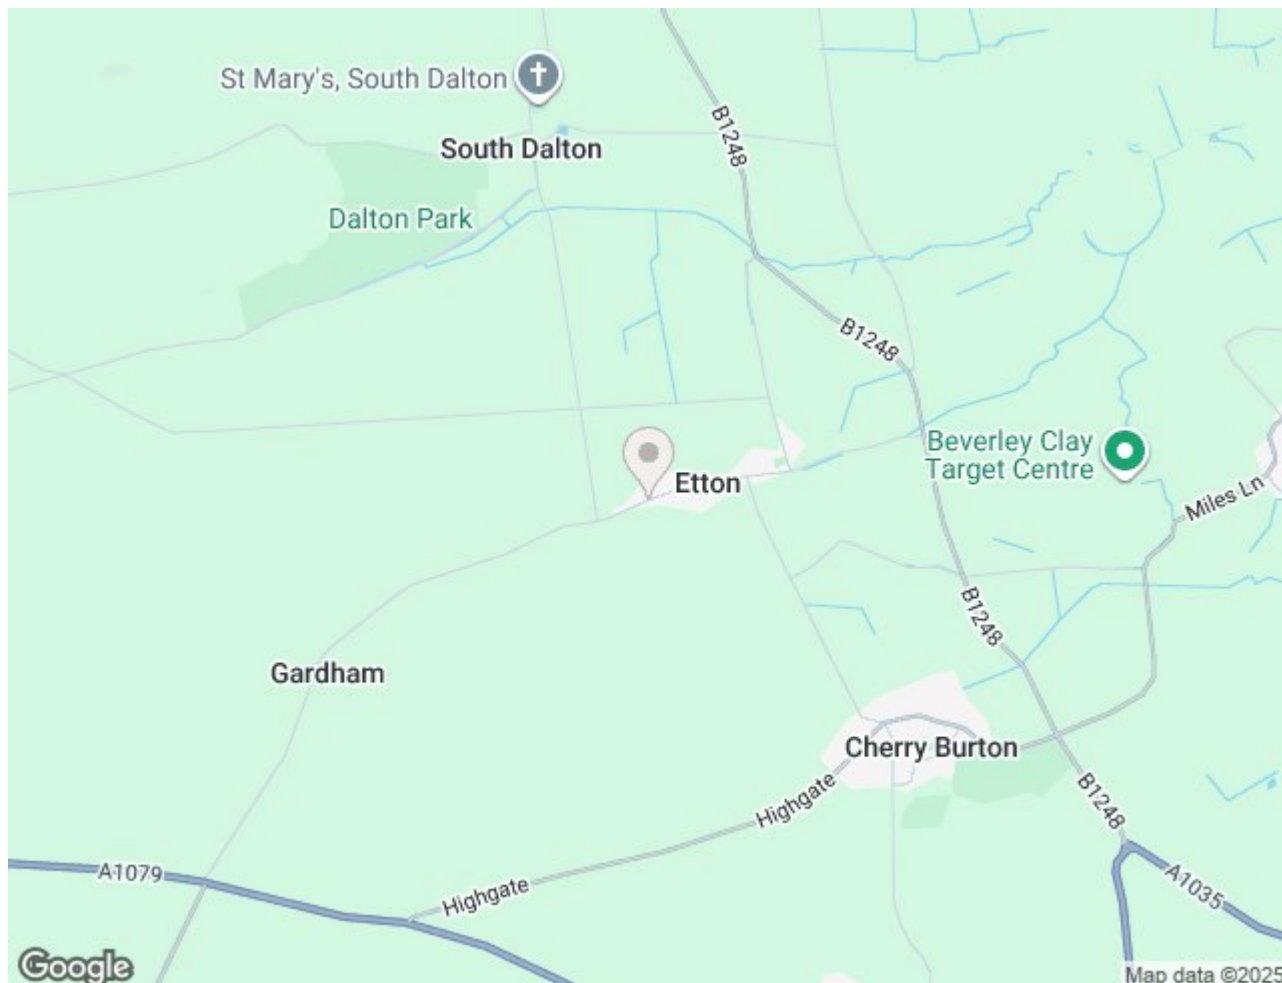 St Mary's, South Dalton
South Dalton
B1248
Dalton Park
B1248
Beverley Clay
Target Centre
Etton
Miles Ln
B1248
Gardham
Cherry Burton
Highgate
B1248
A1079
Highgate
A1035
Google
Map data ©2025